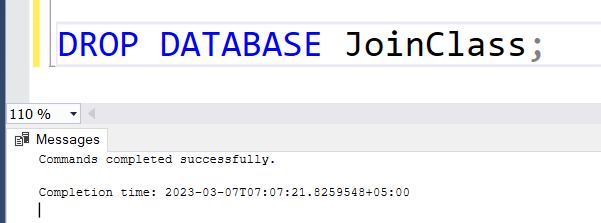 DROP DATABASE JoinClass;
110 %
Messages
Commands completed successfully.
Completion time: 2023-03-07T07:07:21.8259548+05:00